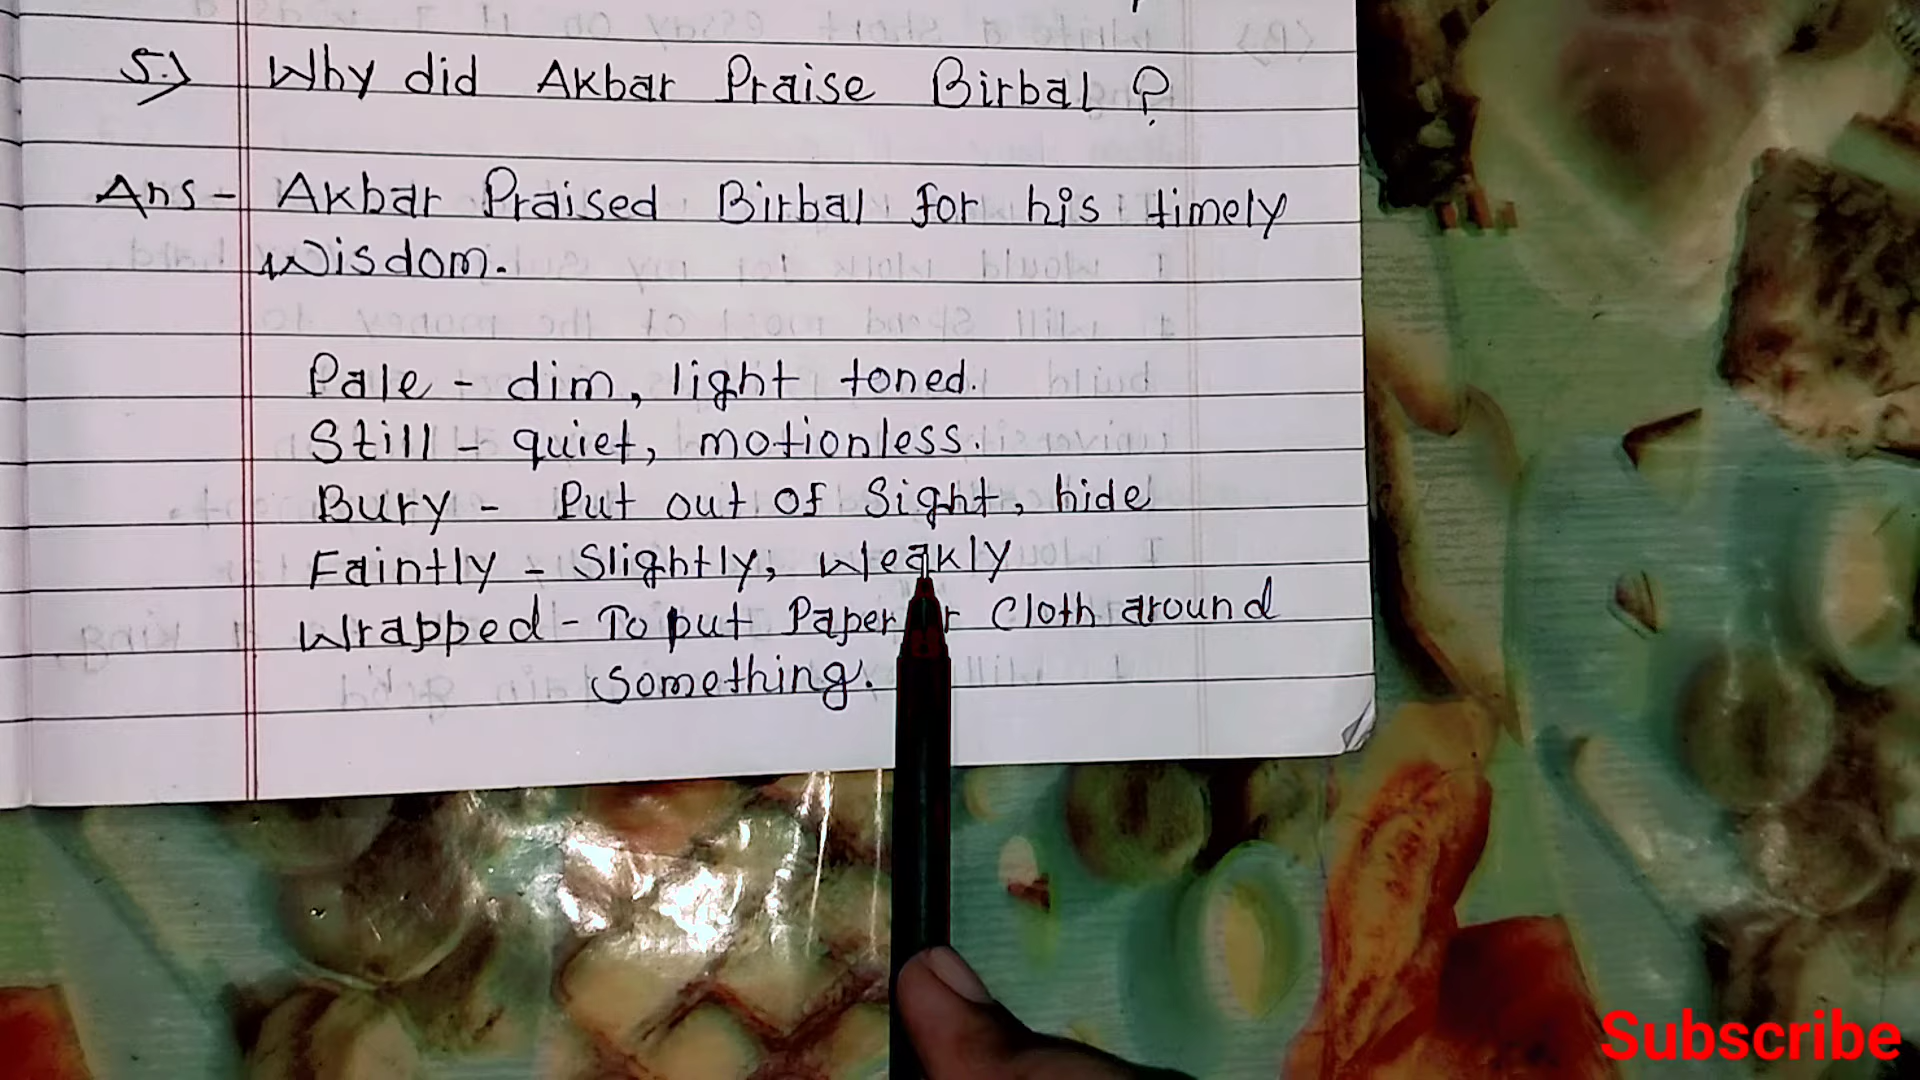 5.) Why did Akbar Praise Birbal ?
Ans - Akbar Praised Birbal for his timely
Wisdom.
Pale - dim, light toned.
Still - quiet, motionless.
Bury - Put out of Sight, hide
Faintly - Slightly, Weakly
Wrapped - To put Paper or Cloth around
Something.
Subscribe